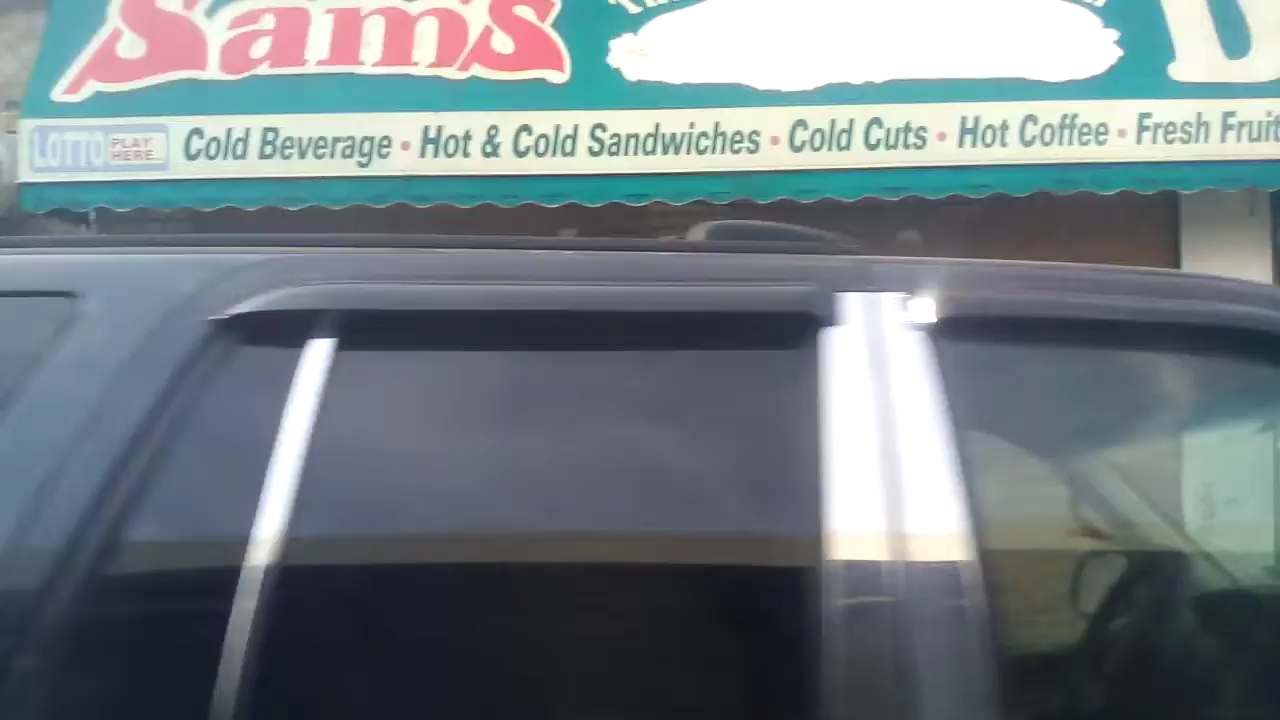 Sam's
LOTTO PLAY HERE Cold Beverage • Hot & Cold Sandwiches • Cold Cuts • Hot Coffee • Fresh Fruit